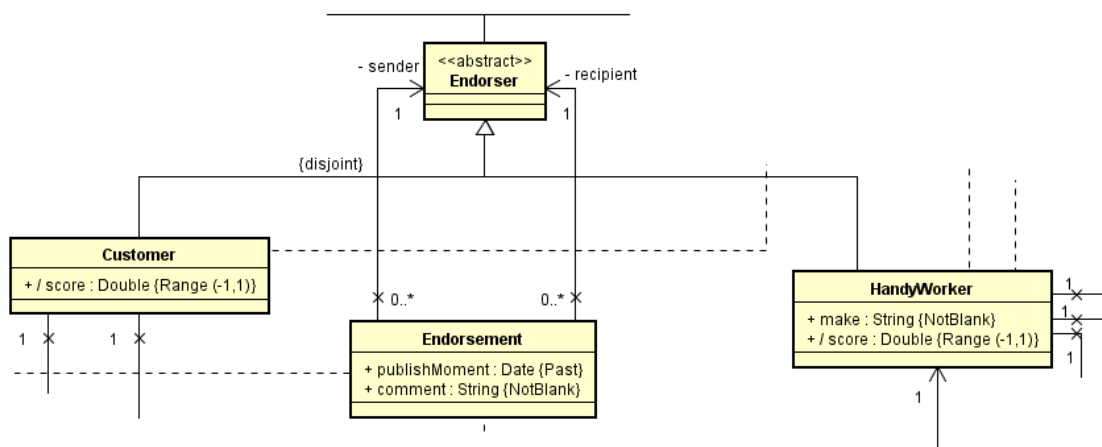 <<abstract>>
Endorser
- sender
- recipient
1
1
{disjoint}
Customer
+ / score : Double {Range (-1,1)}
1
1
0..*
0..*
Endorsement
+ publishMoment : Date {Past}
+ comment : String {NotBlank}
HandyWorker
+ make : String {NotBlank}
+ / score : Double {Range (-1,1)}
1
1
1
1